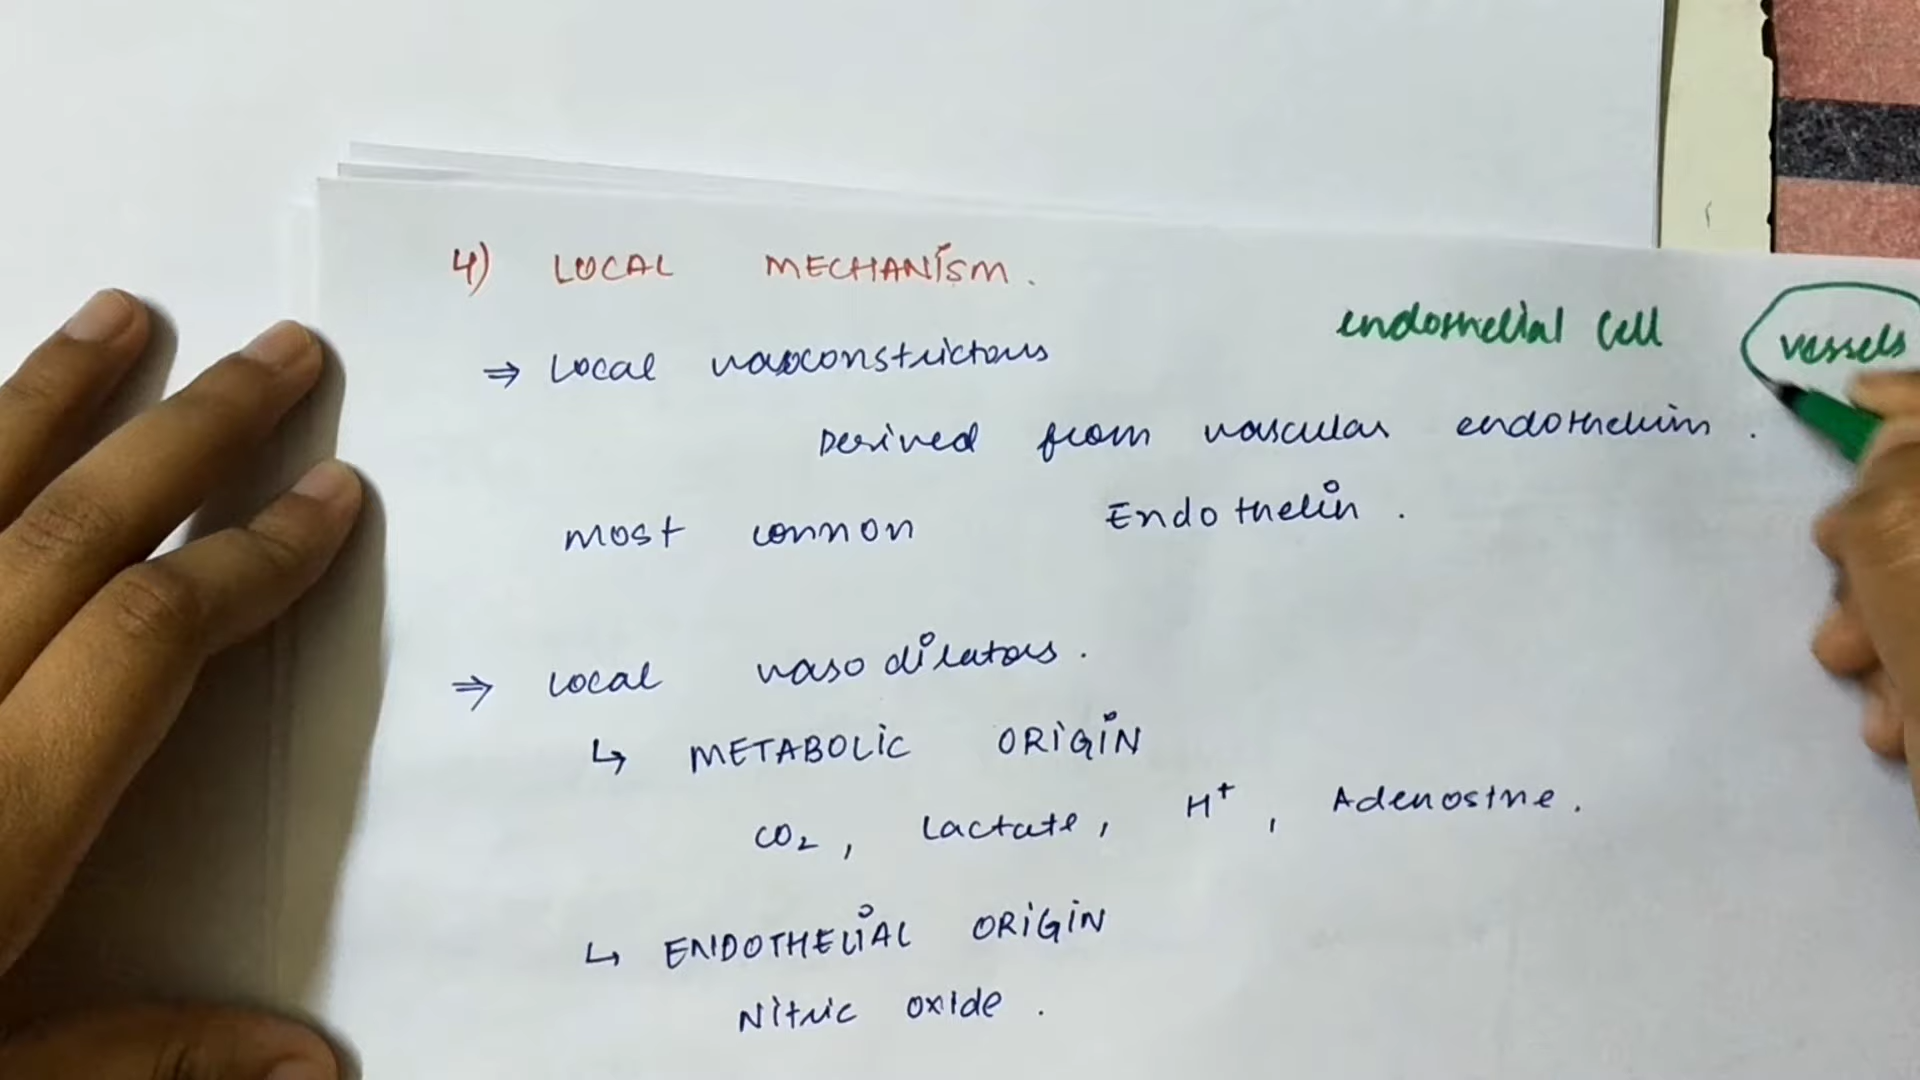 4) LOCAL MECHANISM.
endothelial cell vessels
⇒ Local vasoconstrictors
Derived from vascular endothelium.
most common Endothelin.
⇒ Local vasodilators.
↳ METABOLIC ORIGIN
CO₂, Lactate, H⁺, Adenosine.
↳ ENDOTHELIAL ORIGIN
Nitric oxide.